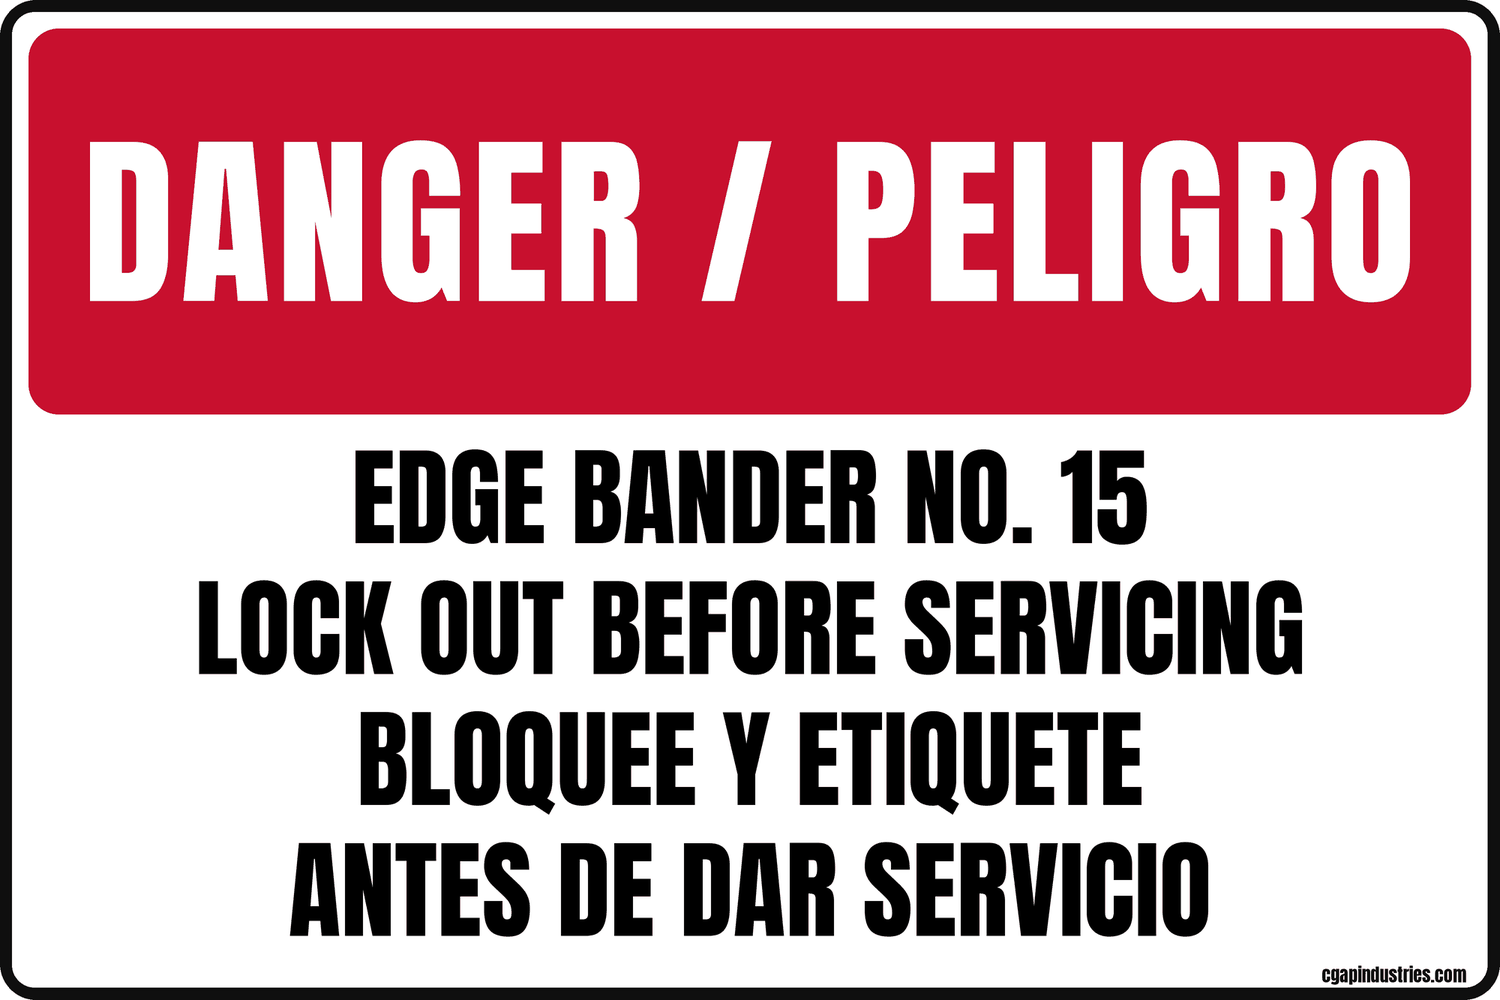 DANGER / PELIGRO
EDGE BANDER NO. 15
LOCK OUT BEFORE SERVICING
BLOQUEE Y ETIQUETE
ANTES DE DAR SERVICIO
cgapindustries.com